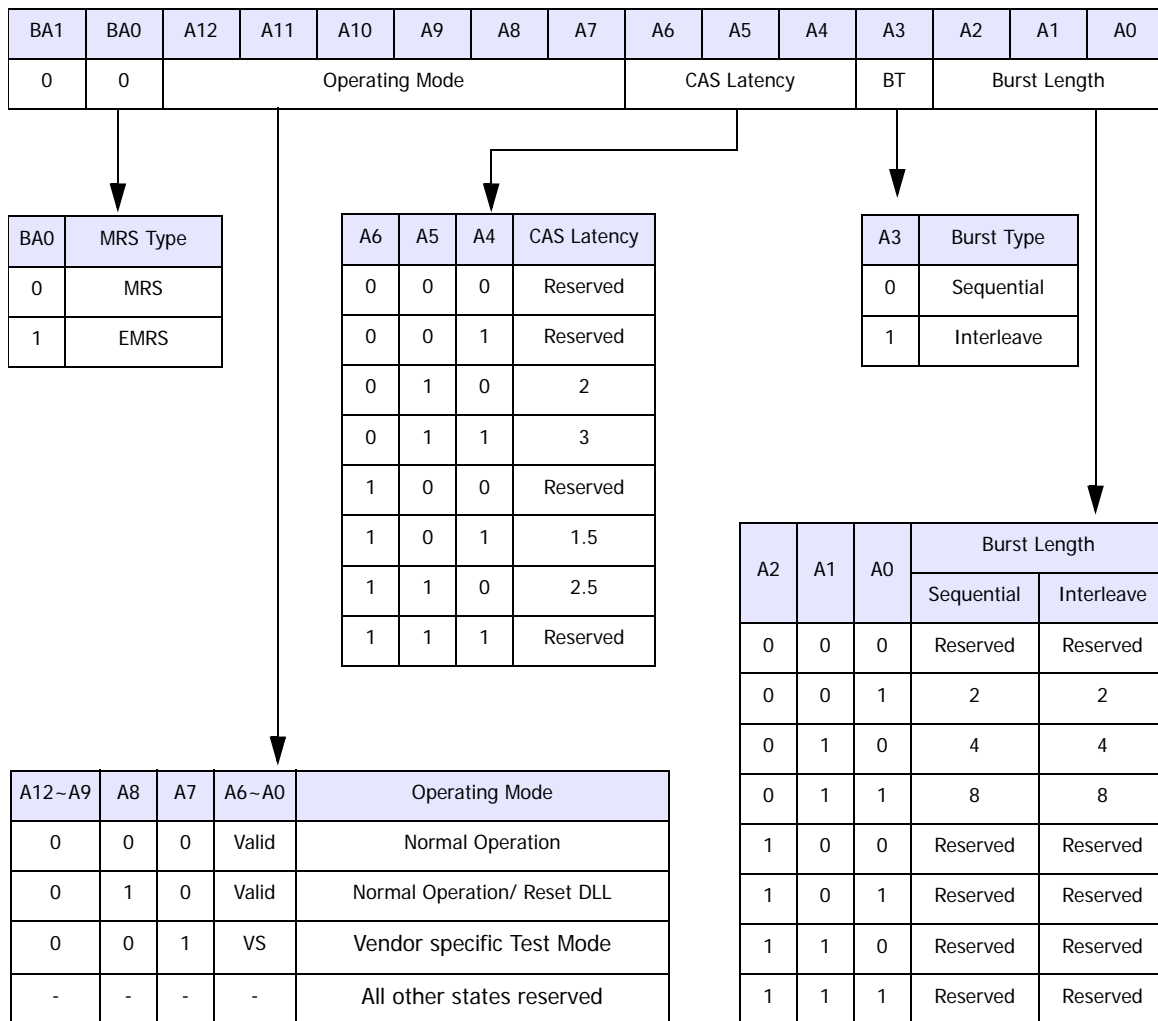 BA1 BA0 A12 A11 A10 A9 A8 A7 A6 A5 A4 A3 A2 A1 A0
0 0 Operating Mode CAS Latency BT Burst Length
BA0 MRS Type
0 MRS
1 EMRS
A6 A5 A4 CAS Latency
0 0 0 Reserved
0 0 1 Reserved
0 1 0 2
0 1 1 3
1 0 0 Reserved
1 0 1 1.5
1 1 0 2.5
1 1 1 Reserved
A3 Burst Type
0 Sequential
1 Interleave
A2 A1 A0 Burst Length
Sequential Interleave
0 0 0 Reserved Reserved
0 0 1 2 2
0 1 0 4 4
0 1 1 8 8
1 0 0 Reserved Reserved
1 0 1 Reserved Reserved
1 1 0 Reserved Reserved
1 1 1 Reserved Reserved
A12~A9 A8 A7 A6~A0 Operating Mode
0 0 0 Valid Normal Operation
0 1 0 Valid Normal Operation/ Reset DLL
0 0 1 VS Vendor specific Test Mode
- - - - All other states reserved